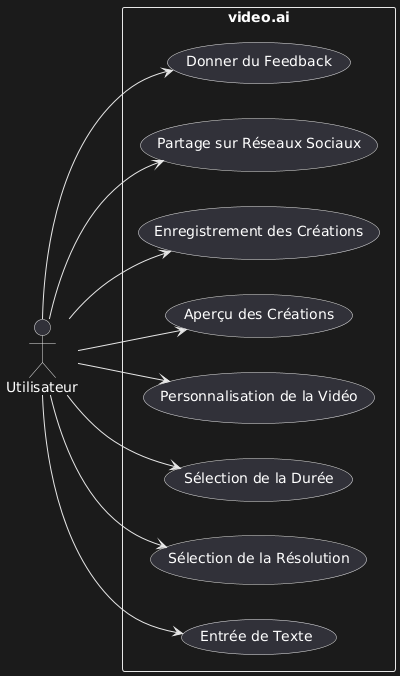 video.ai
Donner du Feedback
Partage sur Réseaux Sociaux
Enregistrement des Créations
Aperçu des Créations
Utilisateur
Personnalisation de la Vidéo
Sélection de la Durée
Sélection de la Résolution
Entrée de Texte